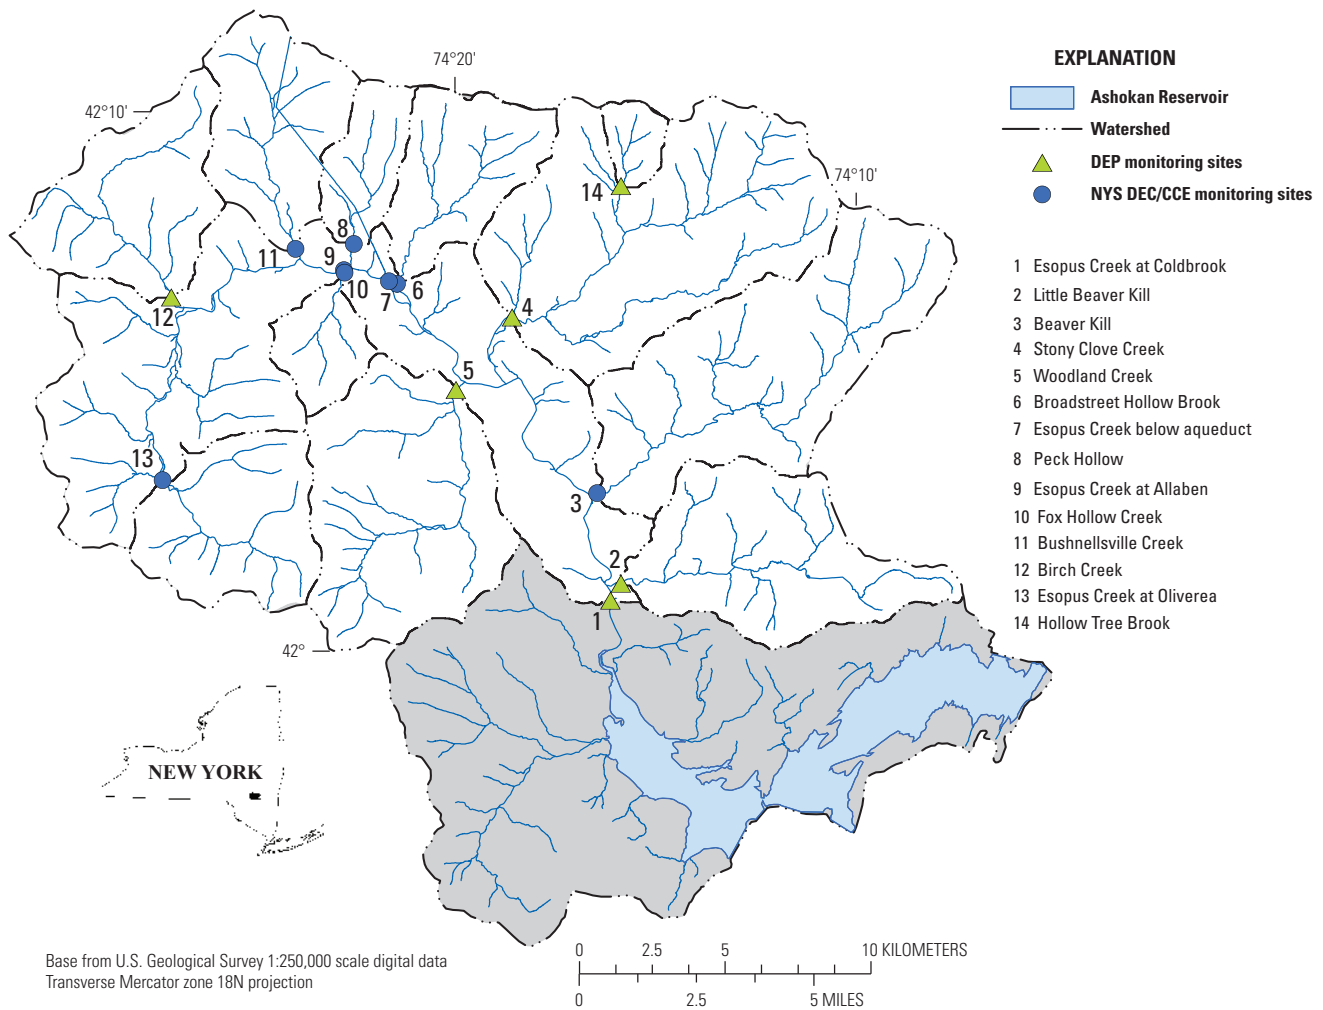 74°20'
42°10'
74°10'
14
8
11
9
10
7
6
12
4
5
13
3
2
1
42°
EXPLANATION
Ashokan Reservoir
Watershed
DEP monitoring sites
NYS DEC/CCE monitoring sites
1 Esopus Creek at Coldbrook
2 Little Beaver Kill
3 Beaver Kill
4 Stony Clove Creek
5 Woodland Creek
6 Broadstreet Hollow Brook
7 Esopus Creek below aqueduct
8 Peck Hollow
9 Esopus Creek at Allaben
10 Fox Hollow Creek
11 Bushnellsville Creek
12 Birch Creek
13 Esopus Creek at Oliverea
14 Hollow Tree Brook
NEW YORK
Base from U.S. Geological Survey 1:250,000 scale digital data
Transverse Mercator zone 18N projection
0 2.5 5 10 KILOMETERS
0 2.5 5 MILES